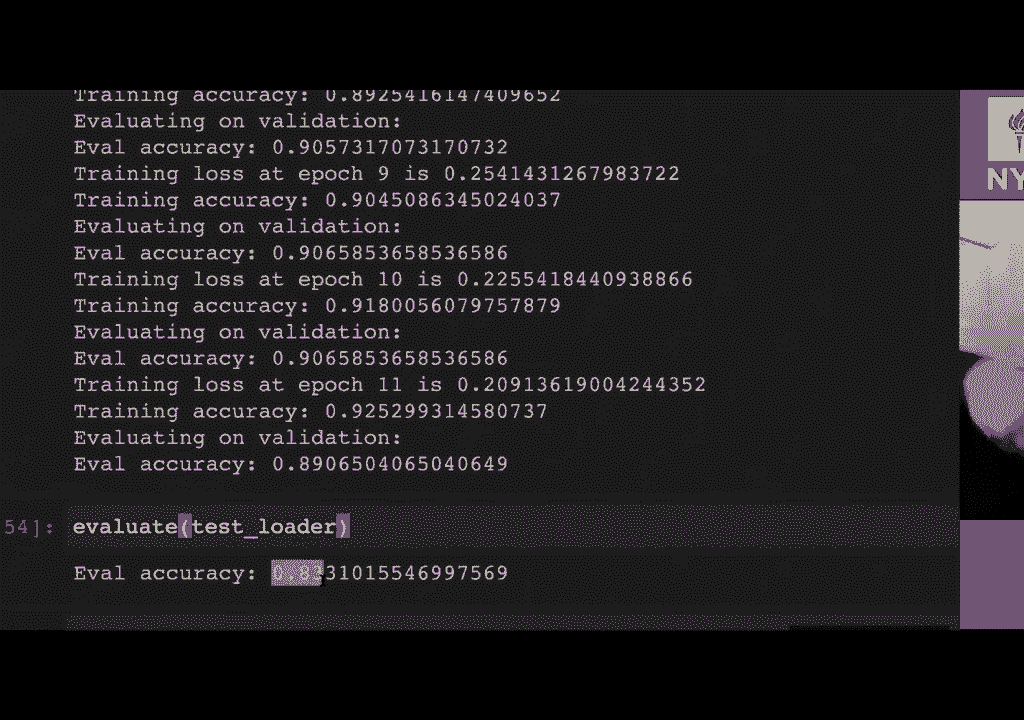 Training accuracy: 0.8925416147409652
Evaluating on validation:
Eval accuracy: 0.9057317073170732
Training loss at epoch 9 is 0.2541431267983722
Training accuracy: 0.9045086345024037
Evaluating on validation:
Eval accuracy: 0.9065853658536586
Training loss at epoch 10 is 0.2255418440938866
Training accuracy: 0.9180056079757879
Evaluating on validation:
Eval accuracy: 0.9065853658536586
Training loss at epoch 11 is 0.20913619004244352
Training accuracy: 0.925299314580737
Evaluating on validation:
Eval accuracy: 0.8906504065040649
54]: evaluate(test_loader)
Eval accuracy:
NY